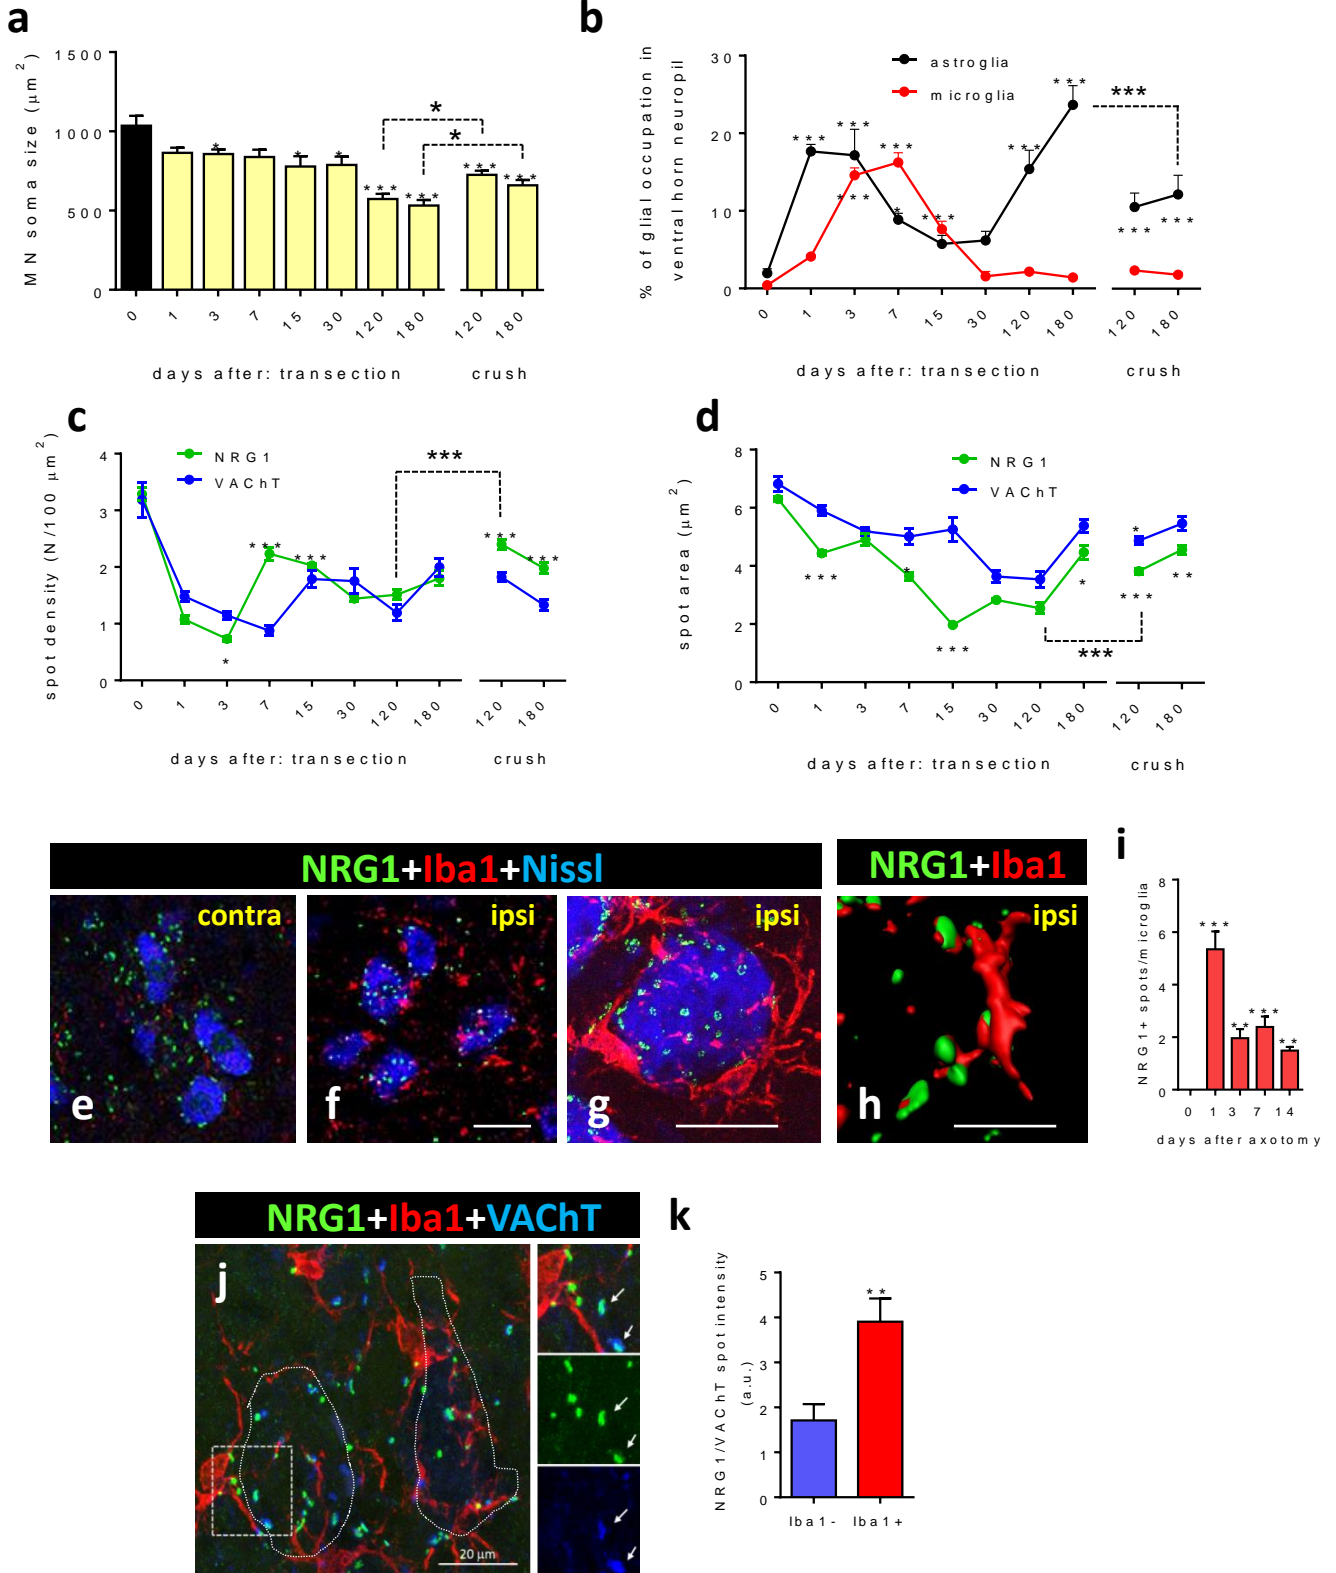 a
MN soma size (µm²)
1500
1000
500
0
*
*
*
*
*
***
***
***
***
0 1 3 7 15 30 120 180 120 180
days after: transection crush
b
% of glial occupation in
ventral horn neuropil
30
20
10
0
astroglia
microglia
***
***
***
***
*
***
***
***
***
***
***
0 1 3 7 15 30 120 180 120 180
days after: transection crush
c
spot density (N/100 µm²)
4
3
2
1
0
NRG1
VAChT
***
***
***
***
***
*
0 1 3 7 15 30 120 180 120 180
days after: transection crush
d
spot area (µm²)
8
6
4
2
0
NRG1
VAChT
***
*
***
*
*
***
**
***
0 1 3 7 15 30 120 180 120 180
days after: transection crush
NRG1+Iba1+Nissl
contra
e
ipsi
f
ipsi
g
NRG1+Iba1
ipsi
h
i
NRG1+ spots/microglia
8
6
4
2
0
***
**
***
**
0 1 3 7 14
days after axotomy
NRG1+Iba1+VAChT
j
20 µm
k
NRG1/VAChT spot intensity
(a.u.)
5
4
3
2
1
0
**
Iba1- Iba1+